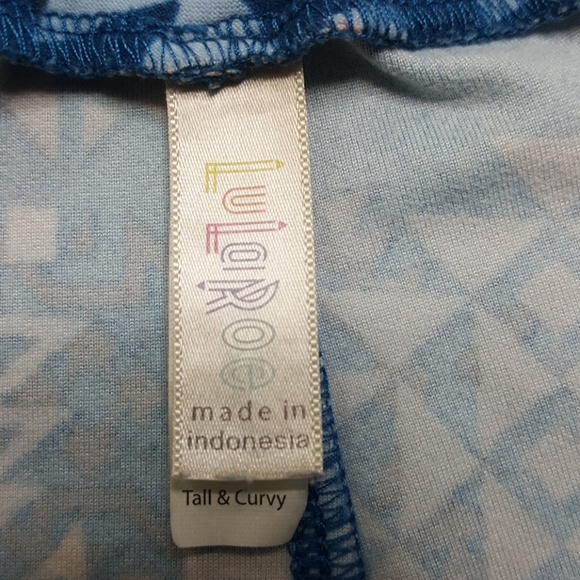 LuLaRoe
made in
indonesia
Tall & Curvy